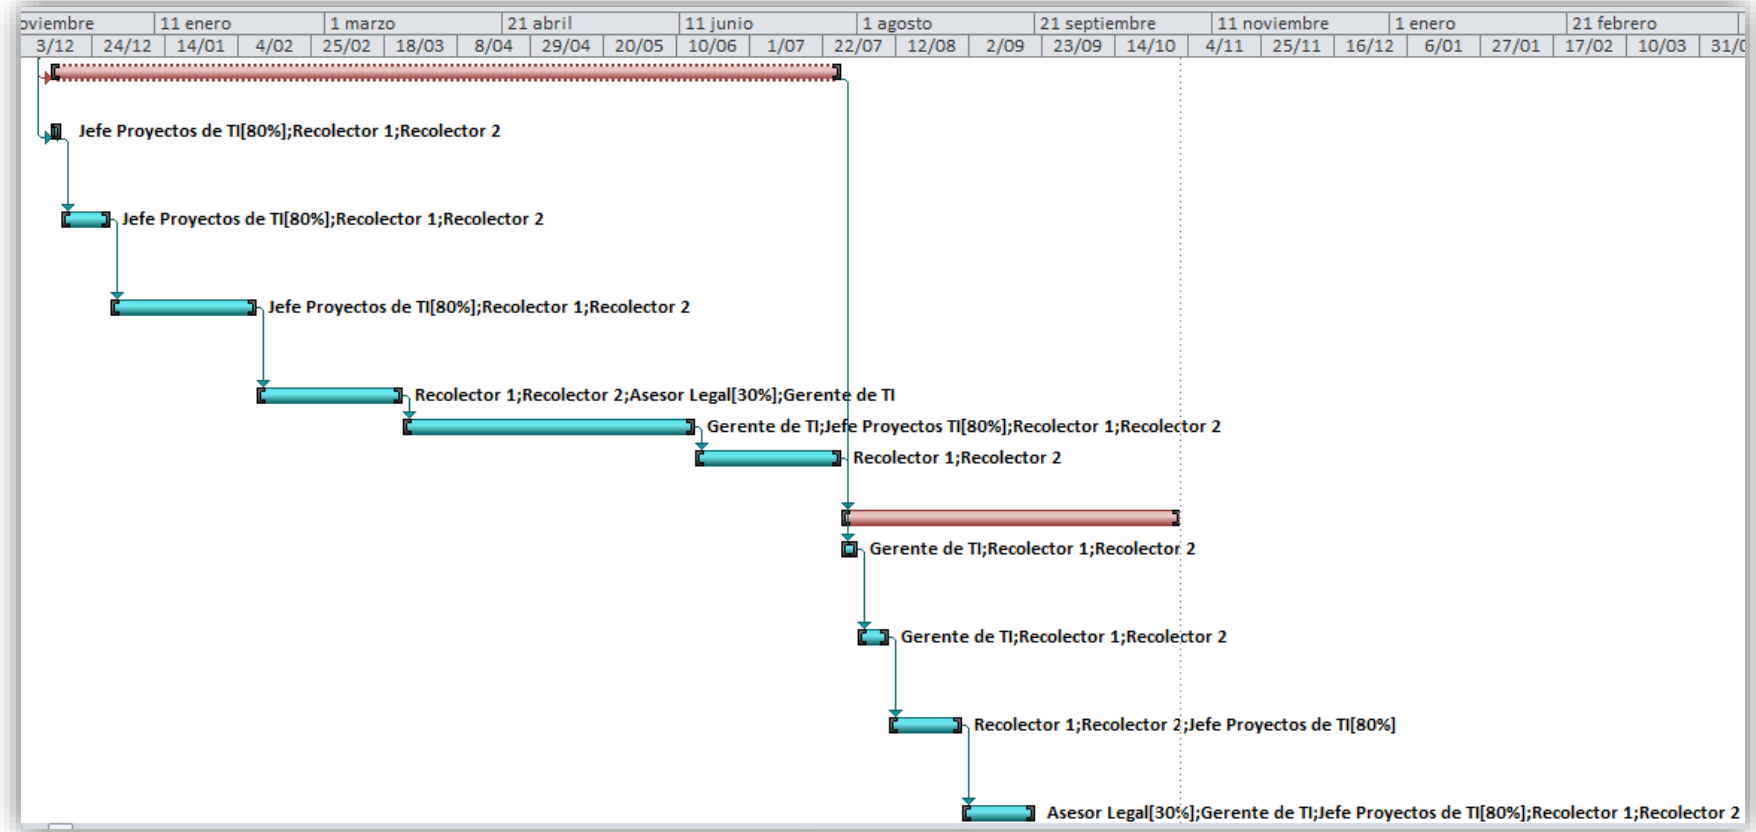 oviembre 11 enero 1 marzo 21 abril 11 junio 1 agosto 21 septiembre 11 noviembre 1 enero 21 febrero
3/12 24/12 14/01 4/02 25/02 18/03 8/04 29/04 20/05 10/06 1/07 22/07 12/08 2/09 23/09 14/10 4/11 25/11 16/12 6/01 27/01 17/02 10/03 31/0
Jefe Proyectos de TI[80%];Recolector 1;Recolector 2
Jefe Proyectos de TI[80%];Recolector 1;Recolector 2
Jefe Proyectos de TI[80%];Recolector 1;Recolector 2
Recolector 1;Recolector 2;Asesor Legal[30%];Gerente de TI
Gerente de TI;Jefe Proyectos TI[80%];Recolector 1;Recolector 2
Recolector 1;Recolector 2
Gerente de TI;Recolector 1;Recolector 2
Gerente de TI;Recolector 1;Recolector 2
Recolector 1;Recolector 2;Jefe Proyectos de TI[80%]
Asesor Legal[30%];Gerente de TI;Jefe Proyectos de TI[80%];Recolector 1;Recolector 2